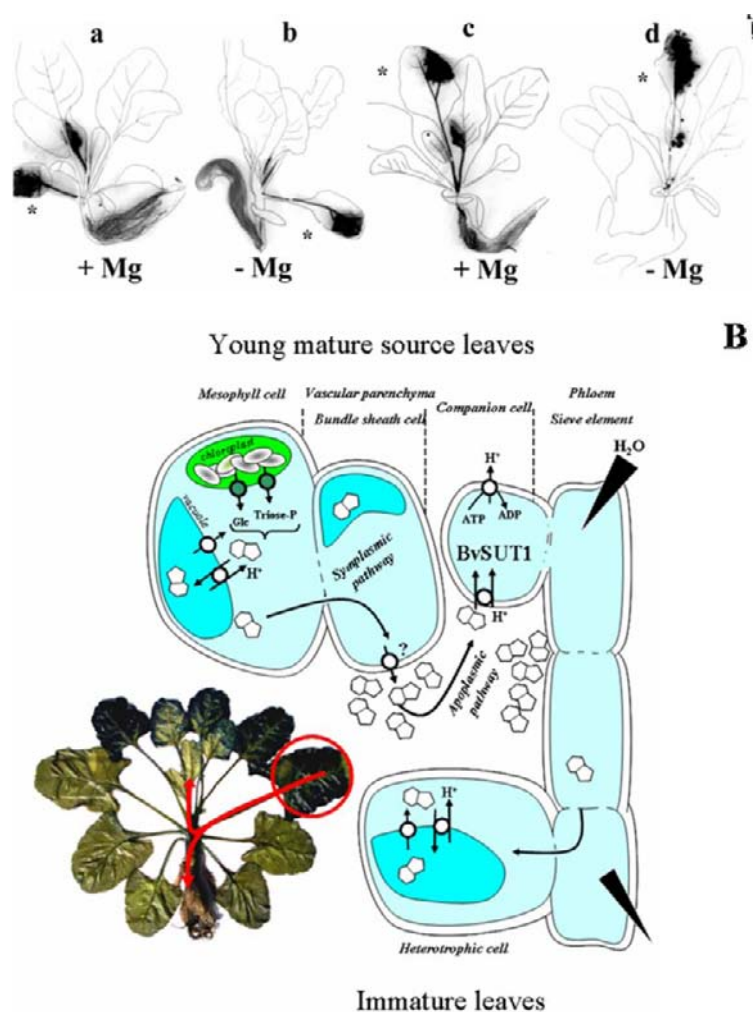 a b c d
* * * *
+ Mg - Mg + Mg - Mg
B
Young mature source leaves
Mesophyll cell Vascular parenchyma Companion cell Phloem
Bundle sheath cell Sieve element
H₂O
chloroplast
H⁺
vacuole
Glc Triose-P
ATP ADP
BvSUT1
H⁺
Symplasmic
pathway
H⁺
?
Apoplasmic
pathway
H⁺
Heterotrophic cell
Immature leaves